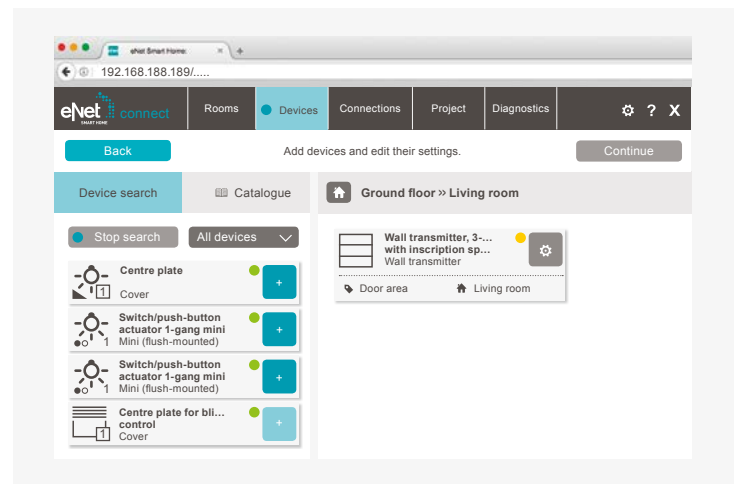 eNet Smart Home:
192.168.188.189/.....
eNet
SMART HOME
connect
Rooms
Devices
Connections
Project
Diagnostics
?
X
Back
Add devices and edit their settings.
Continue
Device search
Catalogue
Ground floor » Living room
Stop search
All devices
Centre plate
Cover
1
+
Switch/push-button
actuator 1-gang mini
Mini (flush-mounted)
1
+
Switch/push-button
actuator 1-gang mini
Mini (flush-mounted)
1
+
Centre plate for bli…
control
Cover
1
+
Wall transmitter, 3-…
with inscription sp…
Wall transmitter
Door area
Living room